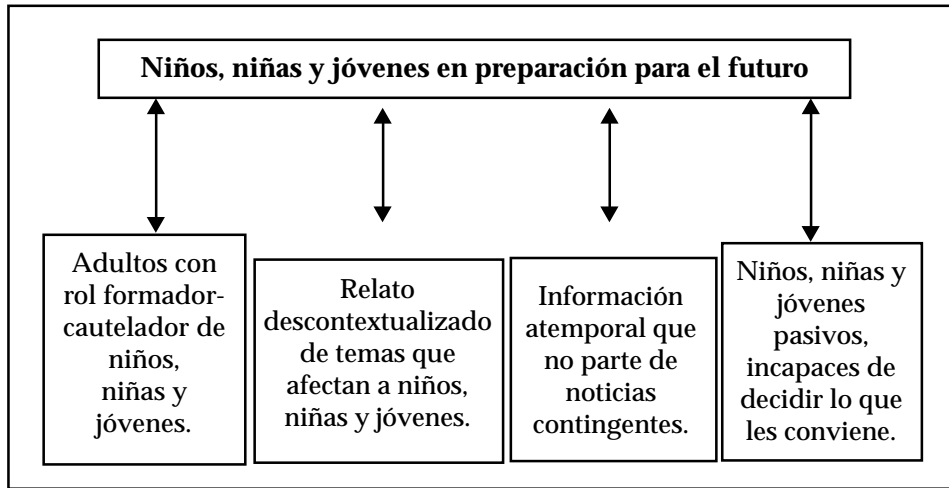 Niños, niñas y jóvenes en preparación para el futuro
Adultos con
rol formador-
cautelador de
niños,
niñas y
jóvenes.
Relato
descontextualizado
de temas que
afectan a niños,
niñas y jóvenes.
Información
atemporal que
no parte de
noticias
contingentes.
Niños, niñas y
jóvenes
pasivos,
incapaces de
decidir lo que
les conviene.